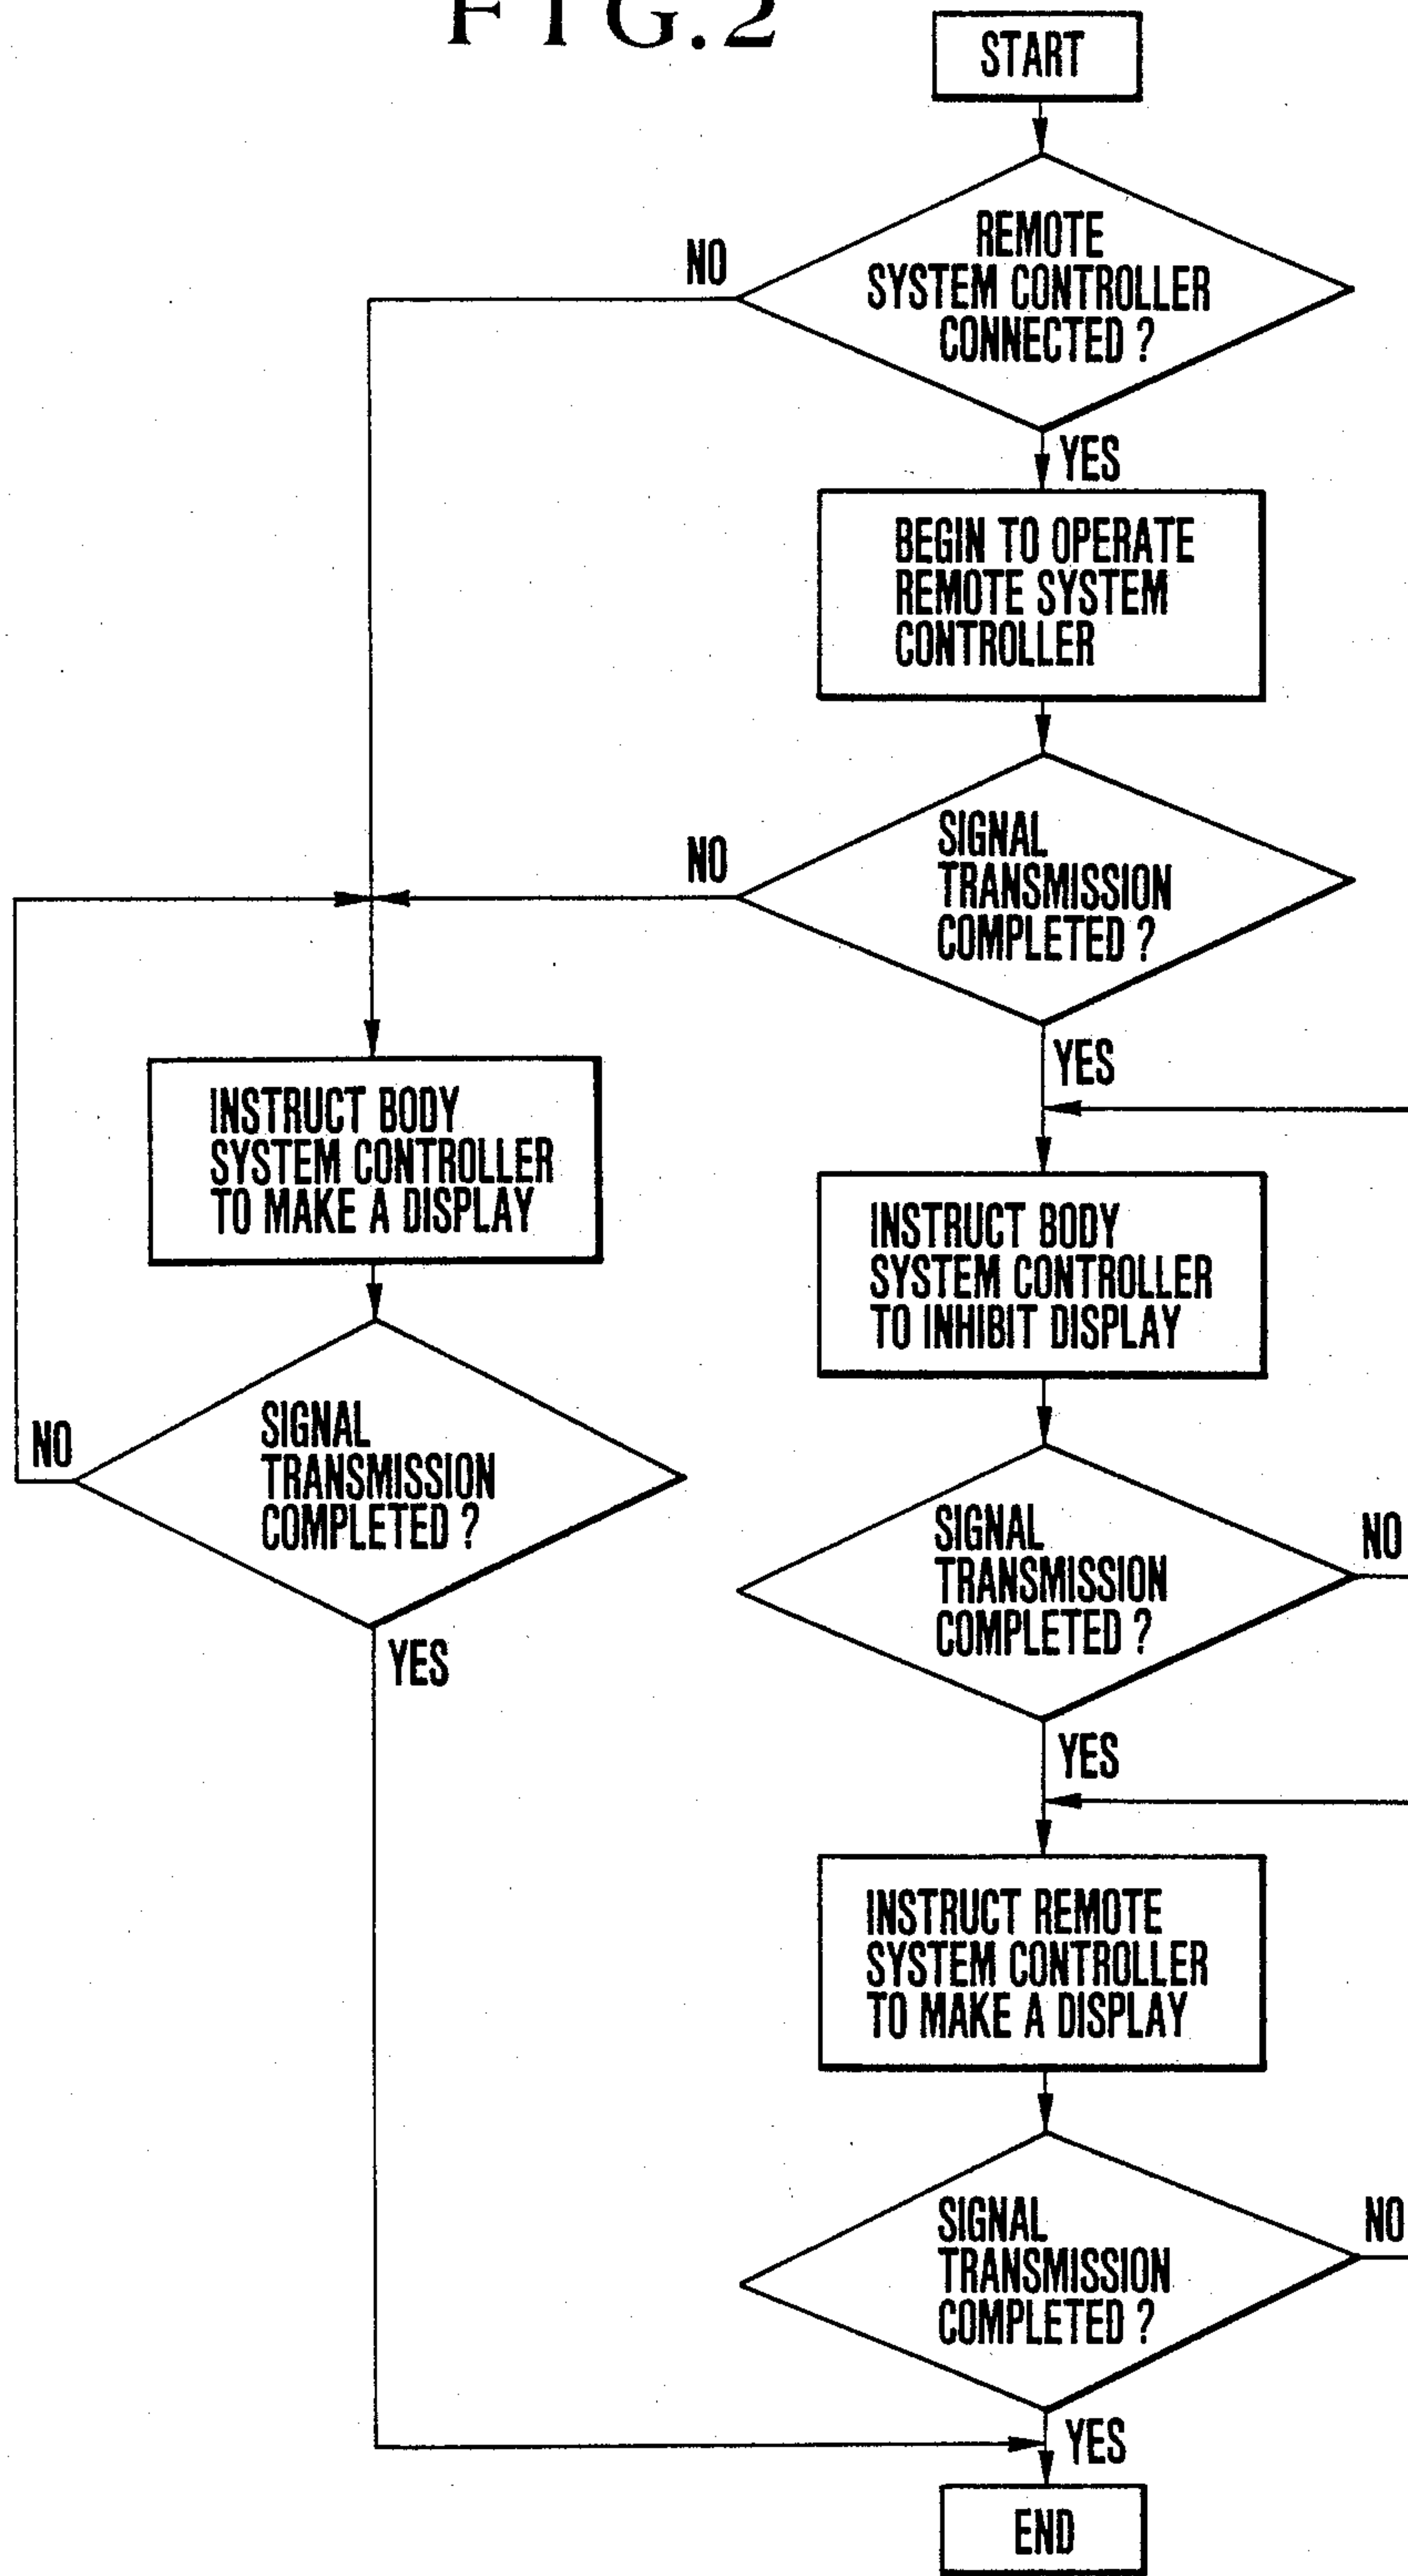 FIG.2
START
REMOTE
SYSTEM CONTROLLER
CONNECTED ?
NO
YES
BEGIN TO OPERATE
REMOTE SYSTEM
CONTROLLER
SIGNAL
TRANSMISSION
COMPLETED ?
NO
YES
INSTRUCT BODY
SYSTEM CONTROLLER
TO MAKE A DISPLAY
SIGNAL
TRANSMISSION
COMPLETED ?
NO
YES
INSTRUCT BODY
SYSTEM CONTROLLER
TO INHIBIT DISPLAY
SIGNAL
TRANSMISSION
COMPLETED ?
NO
YES
INSTRUCT REMOTE
SYSTEM CONTROLLER
TO MAKE A DISPLAY
SIGNAL
TRANSMISSION
COMPLETED ?
NO
YES
END